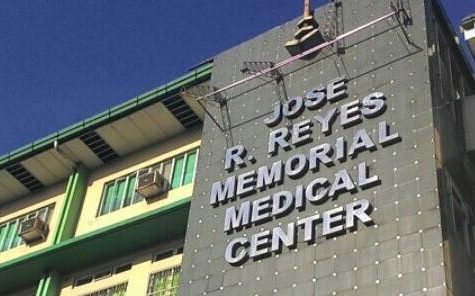 JOSE
R. REYES
MEMORIAL
MEDICAL
CENTER